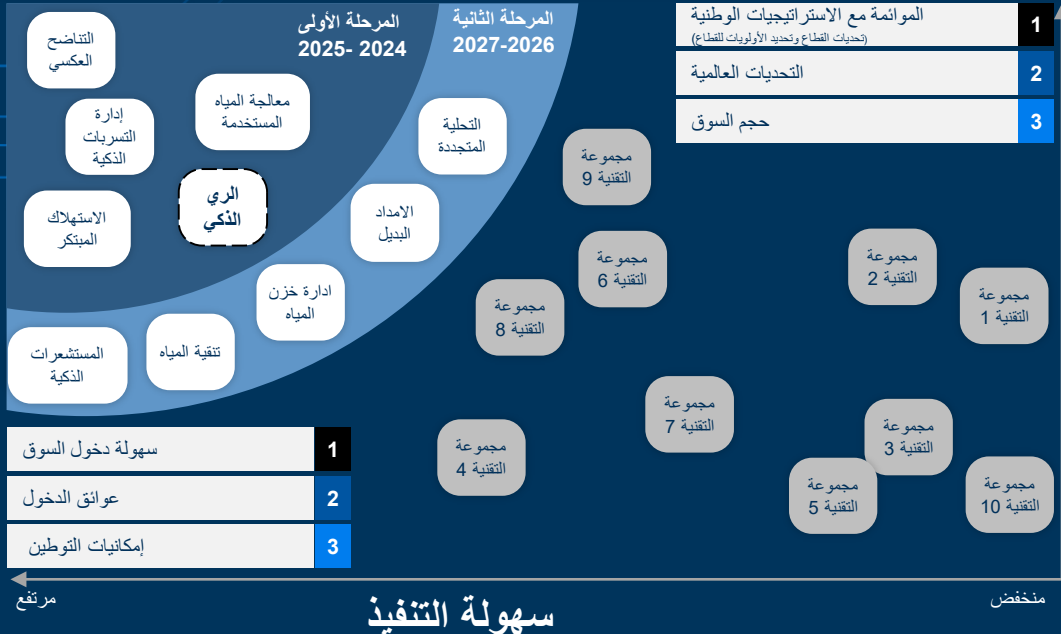 1
الموائمة مع الاستراتيجيات الوطنية
(تحديات القطاع وتحديد الأولويات للقطاع)
2
التحديات العالمية
3
حجم السوق
المرحلة الثانية
2026-2027
المرحلة الأولى
2024 -2025
التناضح
العكسي
معالجة المياه
المستخدمة
إدارة
التسربات
الذكية
الري
الذكي
الاستهلاك
المبتكر
التحلية
المتجددة
الامداد
البديل
ادارة خزن
المياه
تنقية المياه
المستشعرات
الذكية
مجموعة
التقنية 9
مجموعة
التقنية 6
مجموعة
التقنية 8
مجموعة
التقنية 2
مجموعة
التقنية 1
مجموعة
التقنية 7
مجموعة
التقنية 3
مجموعة
التقنية 4
مجموعة
التقنية 5
مجموعة
التقنية 10
1
سهولة دخول السوق
2
عوائق الدخول
3
إمكانيات التوطين
منخفض
سهولة التنفيذ
مرتفع